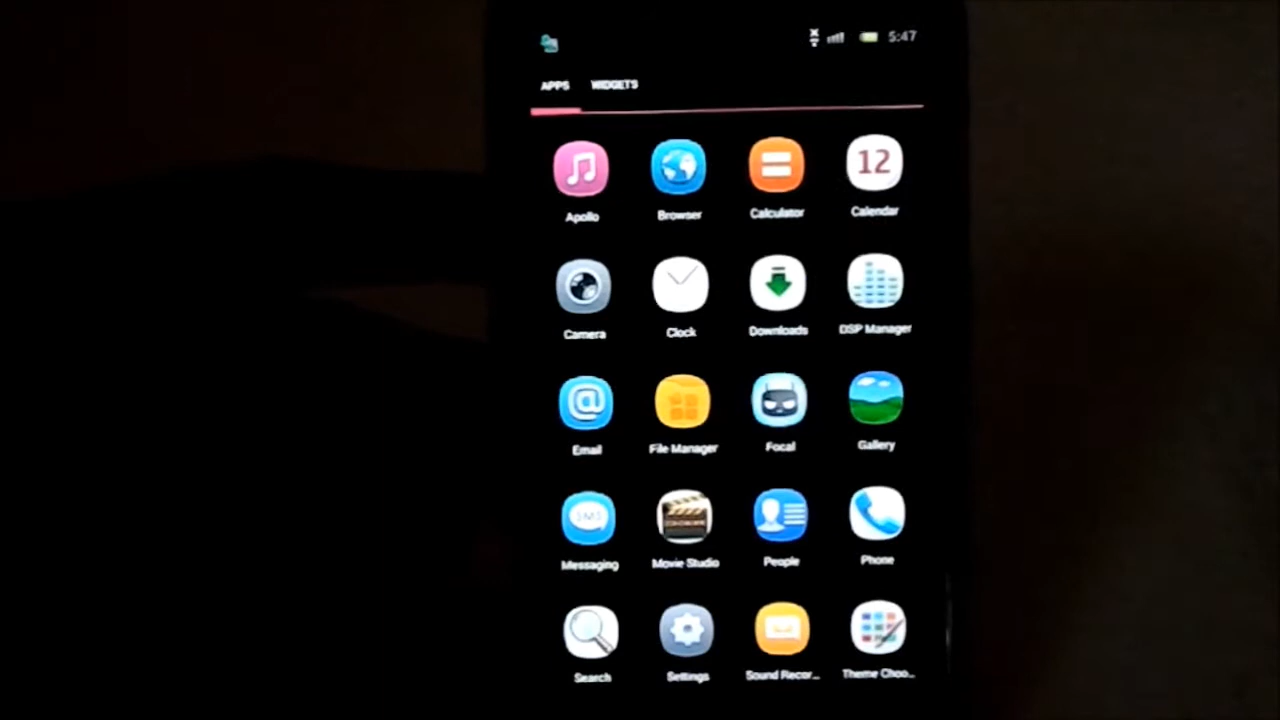 5:47
APPS WIDGETS
12
Apollo Browser Calculator Calendar
Camera Clock Downloads DSP Manager
@
Email File Manager Focal Gallery
SMS
Messaging Movie Studio People Phone
Search Settings Sound Recor... Theme Choo...